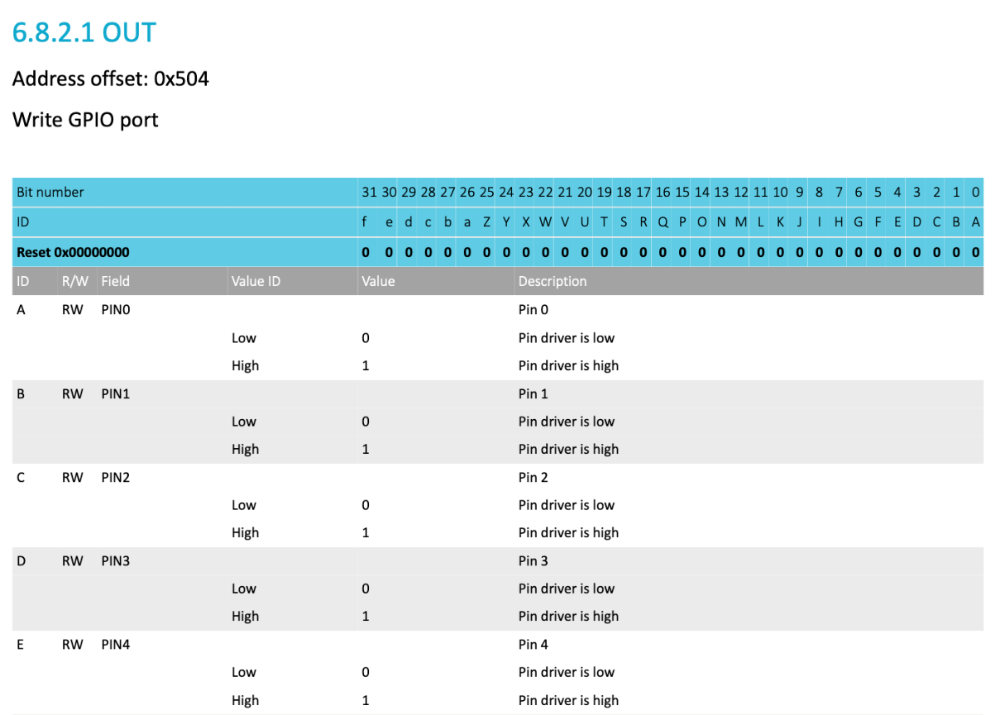 6.8.2.1 OUT
Address offset: 0x504
Write GPIO port
Bit number 31 30 29 28 27 26 25 24 23 22 21 20 19 18 17 16 15 14 13 12 11 10 9 8 7 6 5 4 3 2 1 0
ID f e d c b a Z Y X W V U T S R Q P O N M L K J I H G F E D C B A
Reset 0x00000000 0 0 0 0 0 0 0 0 0 0 0 0 0 0 0 0 0 0 0 0 0 0 0 0 0 0 0 0 0 0 0 0
ID R/W Field Value ID Value Description
A RW PIN0 Pin 0
Low 0 Pin driver is low
High 1 Pin driver is high
B RW PIN1 Pin 1
Low 0 Pin driver is low
High 1 Pin driver is high
C RW PIN2 Pin 2
Low 0 Pin driver is low
High 1 Pin driver is high
D RW PIN3 Pin 3
Low 0 Pin driver is low
High 1 Pin driver is high
E RW PIN4 Pin 4
Low 0 Pin driver is low
High 1 Pin driver is high